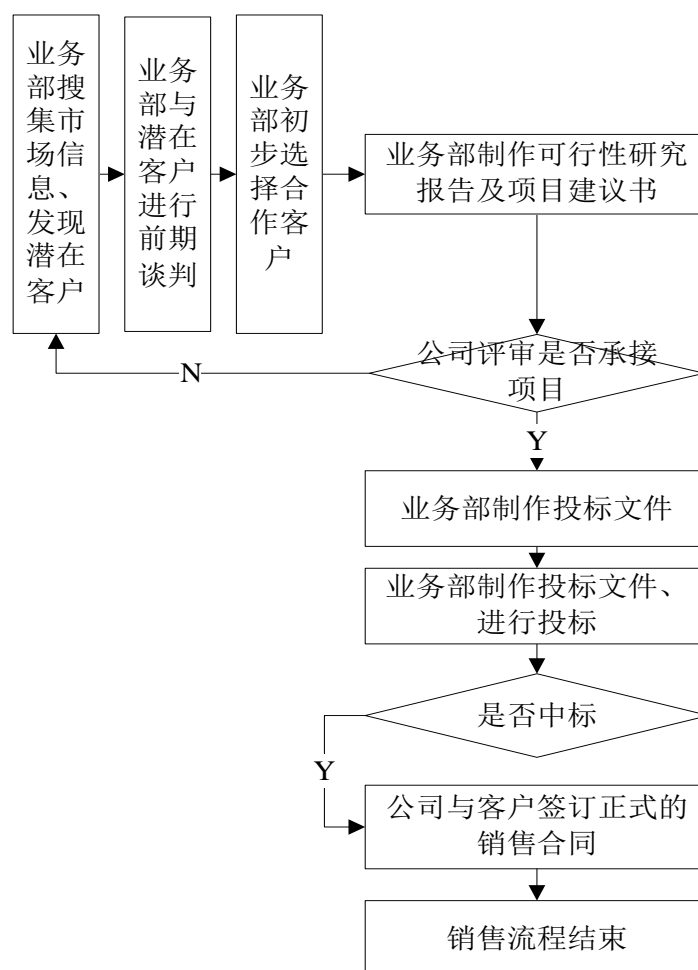 业务
部搜
集市
场信
息、
发现
潜在
客户
业务
部与
潜在
客户
进行
前期
谈判
业务
部初
步选
择合
作客
户
业务部制作可行性研究
报告及项目建议书
公司评审是否承接
项目
N
Y
业务部制作投标文件
业务部制作投标文件、
进行投标
是否中标
Y
公司与客户签订正式的
销售合同
销售流程结束